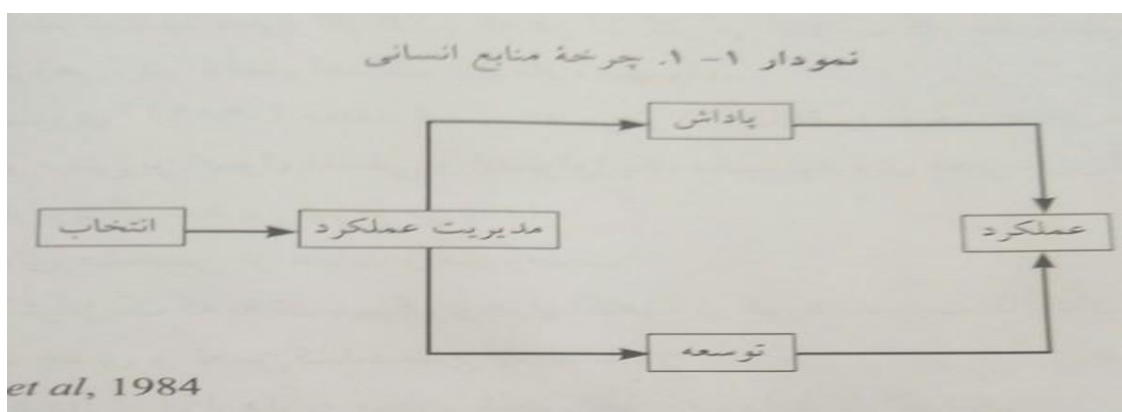 نمودار ۱-۱. چرخهٔ منابع انسانی
پاداش
انتخاب
مدیریت عملکرد
عملکرد
توسعه
et al, 1984